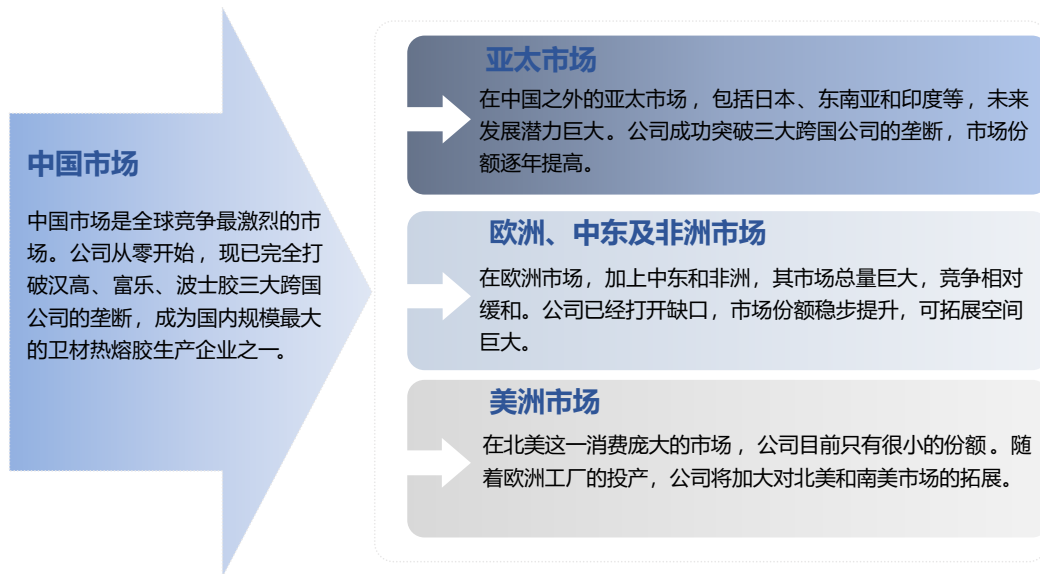 中国市场
中国市场是全球竞争最激烈的市
场。公司从零开始，现已完全打
破汉高、富乐、波士胶三大跨国
公司的垄断，成为国内规模最大
的卫材热熔胶生产企业之一。
亚太市场
在中国之外的亚太市场，包括日本、东南亚和印度等，未来
发展潜力巨大。公司成功突破三大跨国公司的垄断，市场份
额逐年提高。
欧洲、中东及非洲市场
在欧洲市场，加上中东和非洲，其市场总量巨大，竞争相对
缓和。公司已经打开缺口，市场份额稳步提升，可拓展空间
巨大。
美洲市场
在北美这一消费庞大的市场，公司目前只有很小的份额。随
着欧洲工厂的投产，公司将加大对北美和南美市场的拓展。